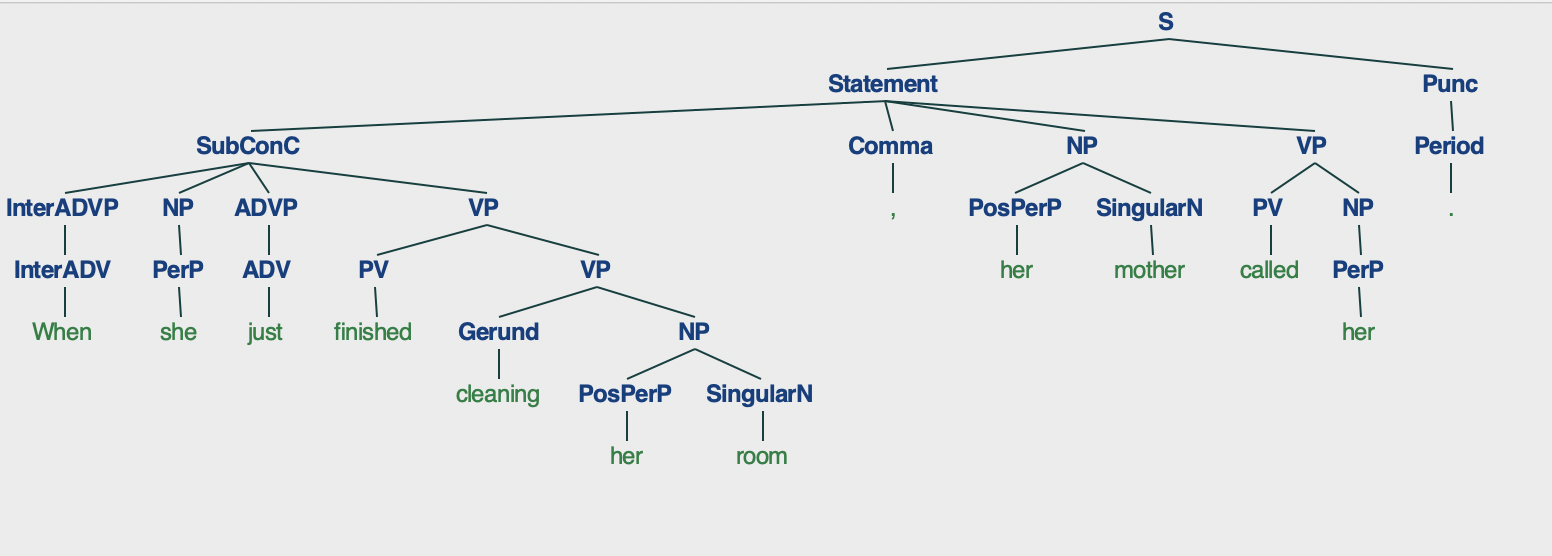 S
Statement Punc
SubConC Comma NP VP Period
InterADVP NP ADVP VP , PosPerP SingularN PV NP .
InterADV PerP ADV PV VP her mother called PerP
When she just finished Gerund NP her
cleaning PosPerP SingularN
her room